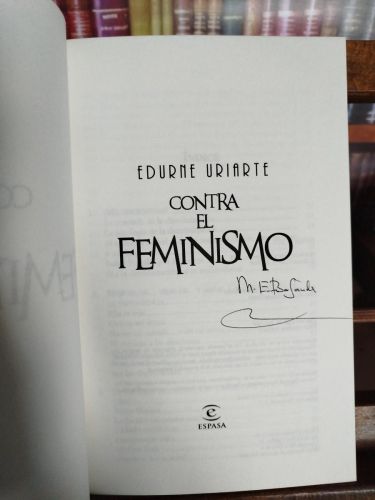 EDURNE URIARTE
CONTRA
EL
FEMINISMO
M. E.
e
ESPASA